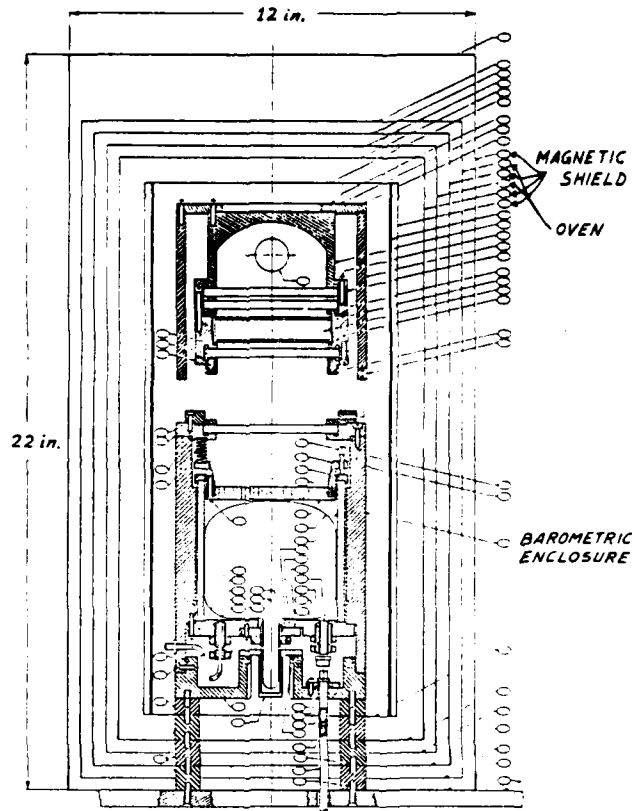 12 in.
MAGNETIC
SHIELD
OVEN
22 in.
BAROMETRIC
ENCLOSURE